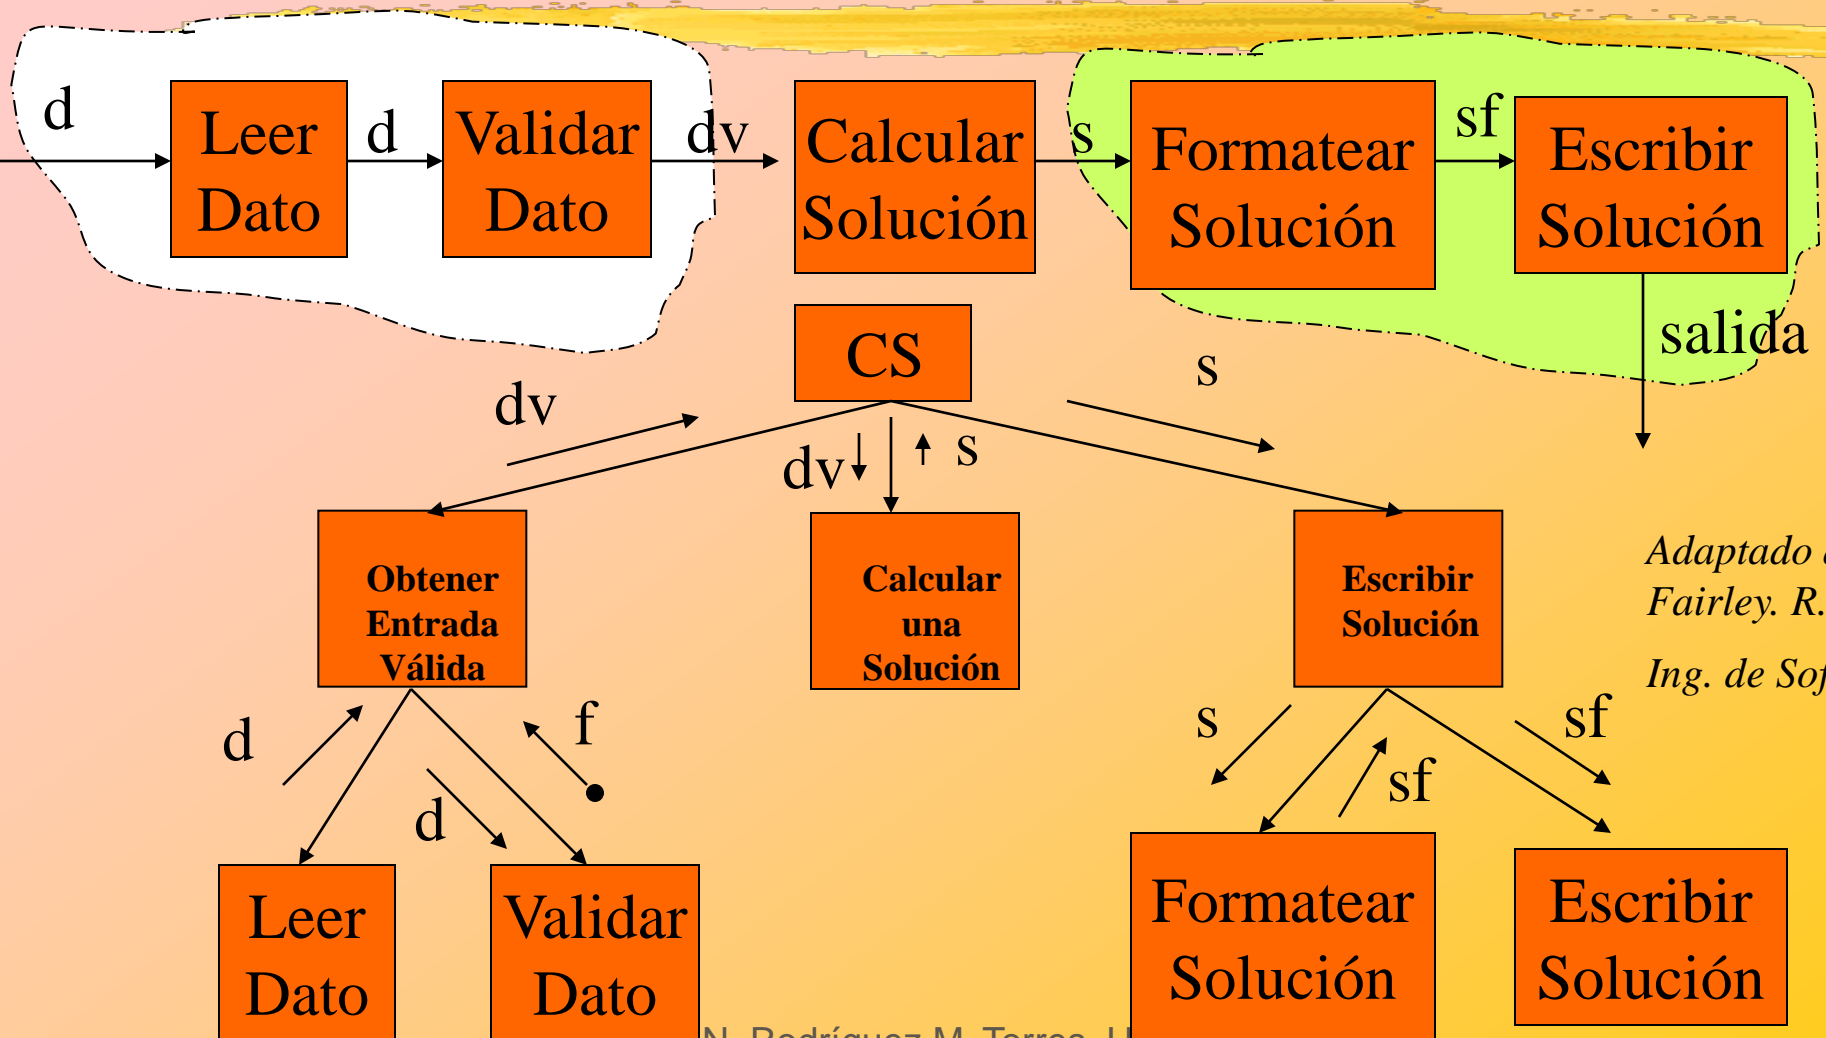 d
Leer
Dato
d
Validar
Dato
dv
Calcular
Solución
s
Formatear
Solución
sf
Escribir
Solución
salida
CS
dv
dv
s
s
Obtener
Entrada
Válida
Calcular
una
Solución
Escribir
Solución
Adaptado
Fairley. R.
Ing. de
d
f
d
s
sf
sf
Leer
Dato
Validar
Dato
Formatear
Solución
Escribir
Solución
N. Rodríguez M. Torres